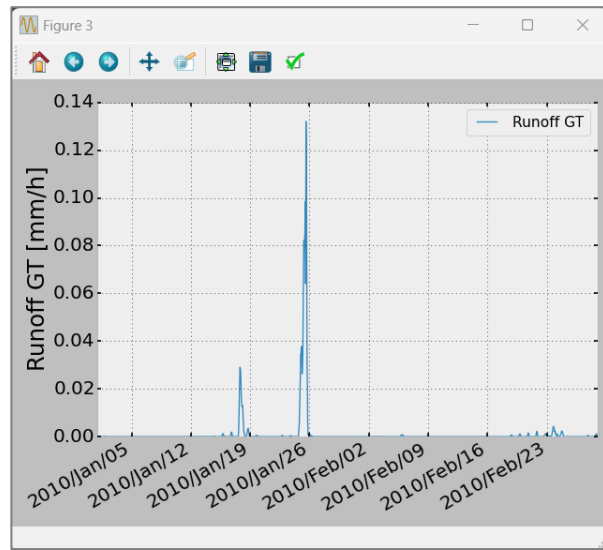 Figure 3
Runoff GT
Runoff GT [mm/h]
0.14
0.12
0.10
0.08
0.06
0.04
0.02
0.00
2010/Jan/05
2010/Jan/12
2010/Jan/19
2010/Jan/26
2010/Feb/02
2010/Feb/09
2010/Feb/16
2010/Feb/23